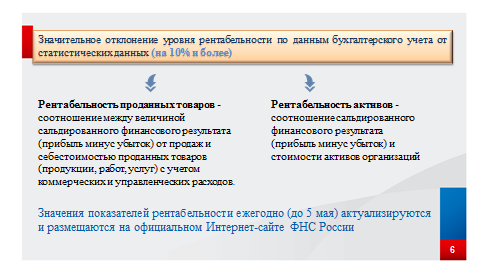 Значительное отклонение уровня рентабельности по данным бухгалтерского учета от
статистических данных (на 10% и более)
Рентабельность проданных товаров -
соотношение между величиной
сальдированного финансового результата
(прибыль минус убыток) от продаж и
себестоимостью проданных товаров
(продукции, работ, услуг) с учетом
коммерческих и управленческих расходов.
Рентабельность активов -
соотношение сальдированного
финансового результата
(прибыль минус убыток) и
стоимости активов организаций
Значения показателей рентабельности ежегодно (до 5 мая) актуализируются
и размещаются на официальном Интернет-сайте ФНС России
6